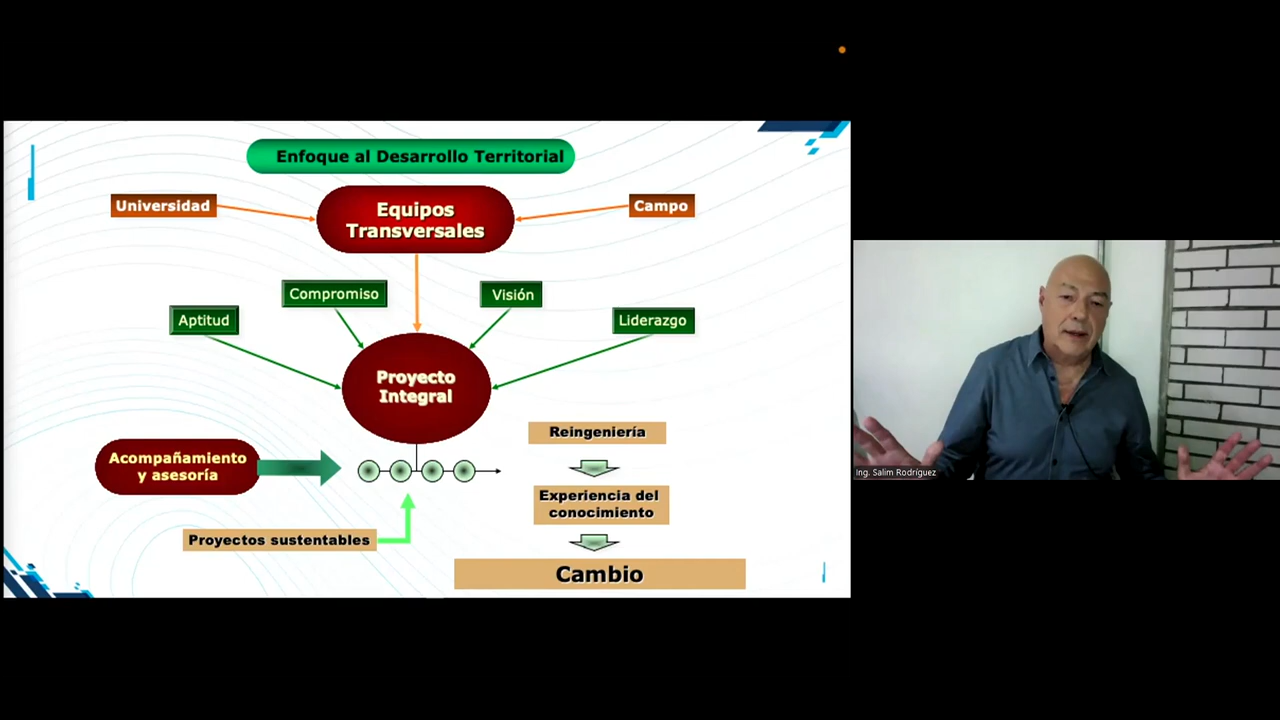 Enfoque al Desarrollo Territorial
Universidad
Equipos
Transversales
Campo
Compromiso
Visión
Aptitud
Liderazgo
Proyecto
Integral
Reingeniería
Acompañamiento
y asesoría
Experiencia del
conocimiento
Proyectos sustentables
Cambio
Ing. Salim Rodríguez